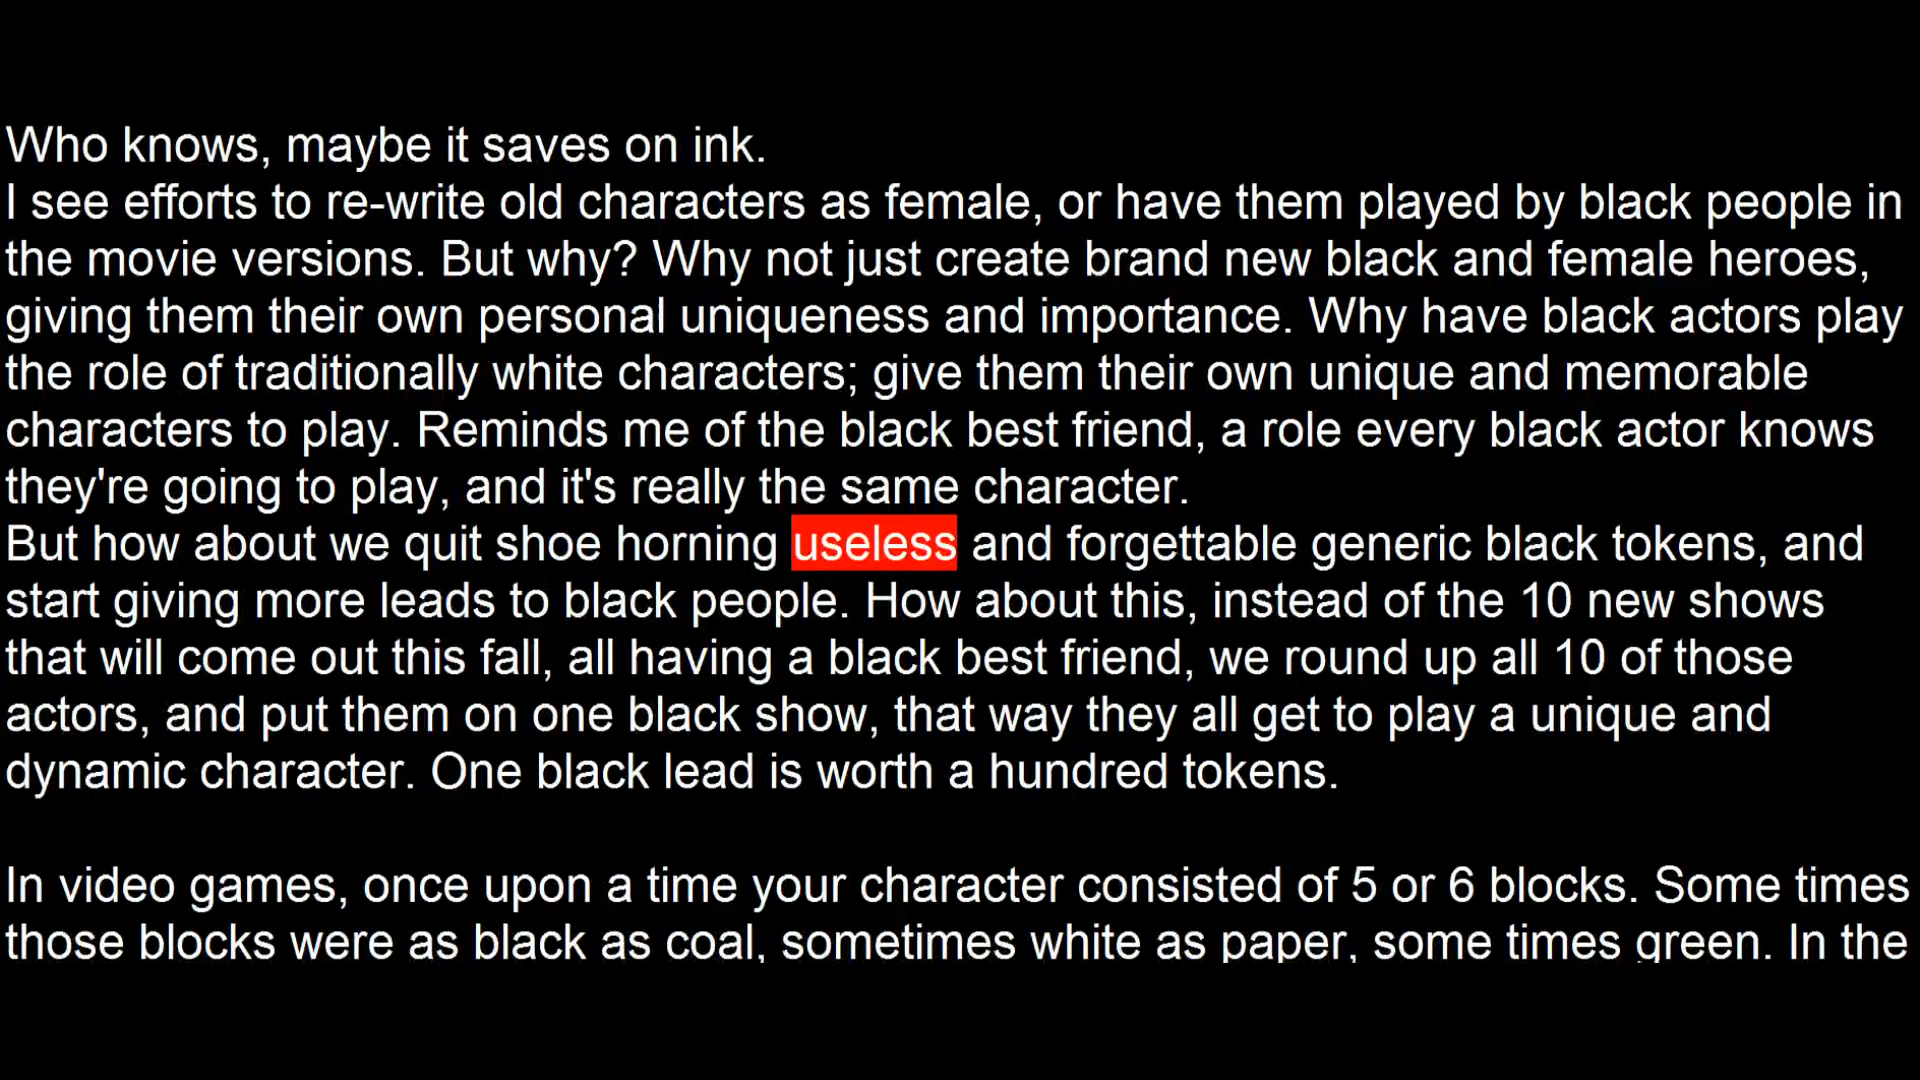 Who knows, maybe it saves on ink.
I see efforts to re-write old characters as female, or have them played by black people in
the movie versions. But why? Why not just create brand new black and female heroes,
giving them their own personal uniqueness and importance. Why have black actors play
the role of traditionally white characters; give them their own unique and memorable
characters to play. Reminds me of the black best friend, a role every black actor knows
they're going to play, and it's really the same character.
But how about we quit shoe horning useless and forgettable generic black tokens, and
start giving more leads to black people. How about this, instead of the 10 new shows
that will come out this fall, all having a black best friend, we round up all 10 of those
actors, and put them on one black show, that way they all get to play a unique and
dynamic character. One black lead is worth a hundred tokens.
In video games, once upon a time your character consisted of 5 or 6 blocks. Some times
those blocks were as black as coal, sometimes white as paper, some times green. In the